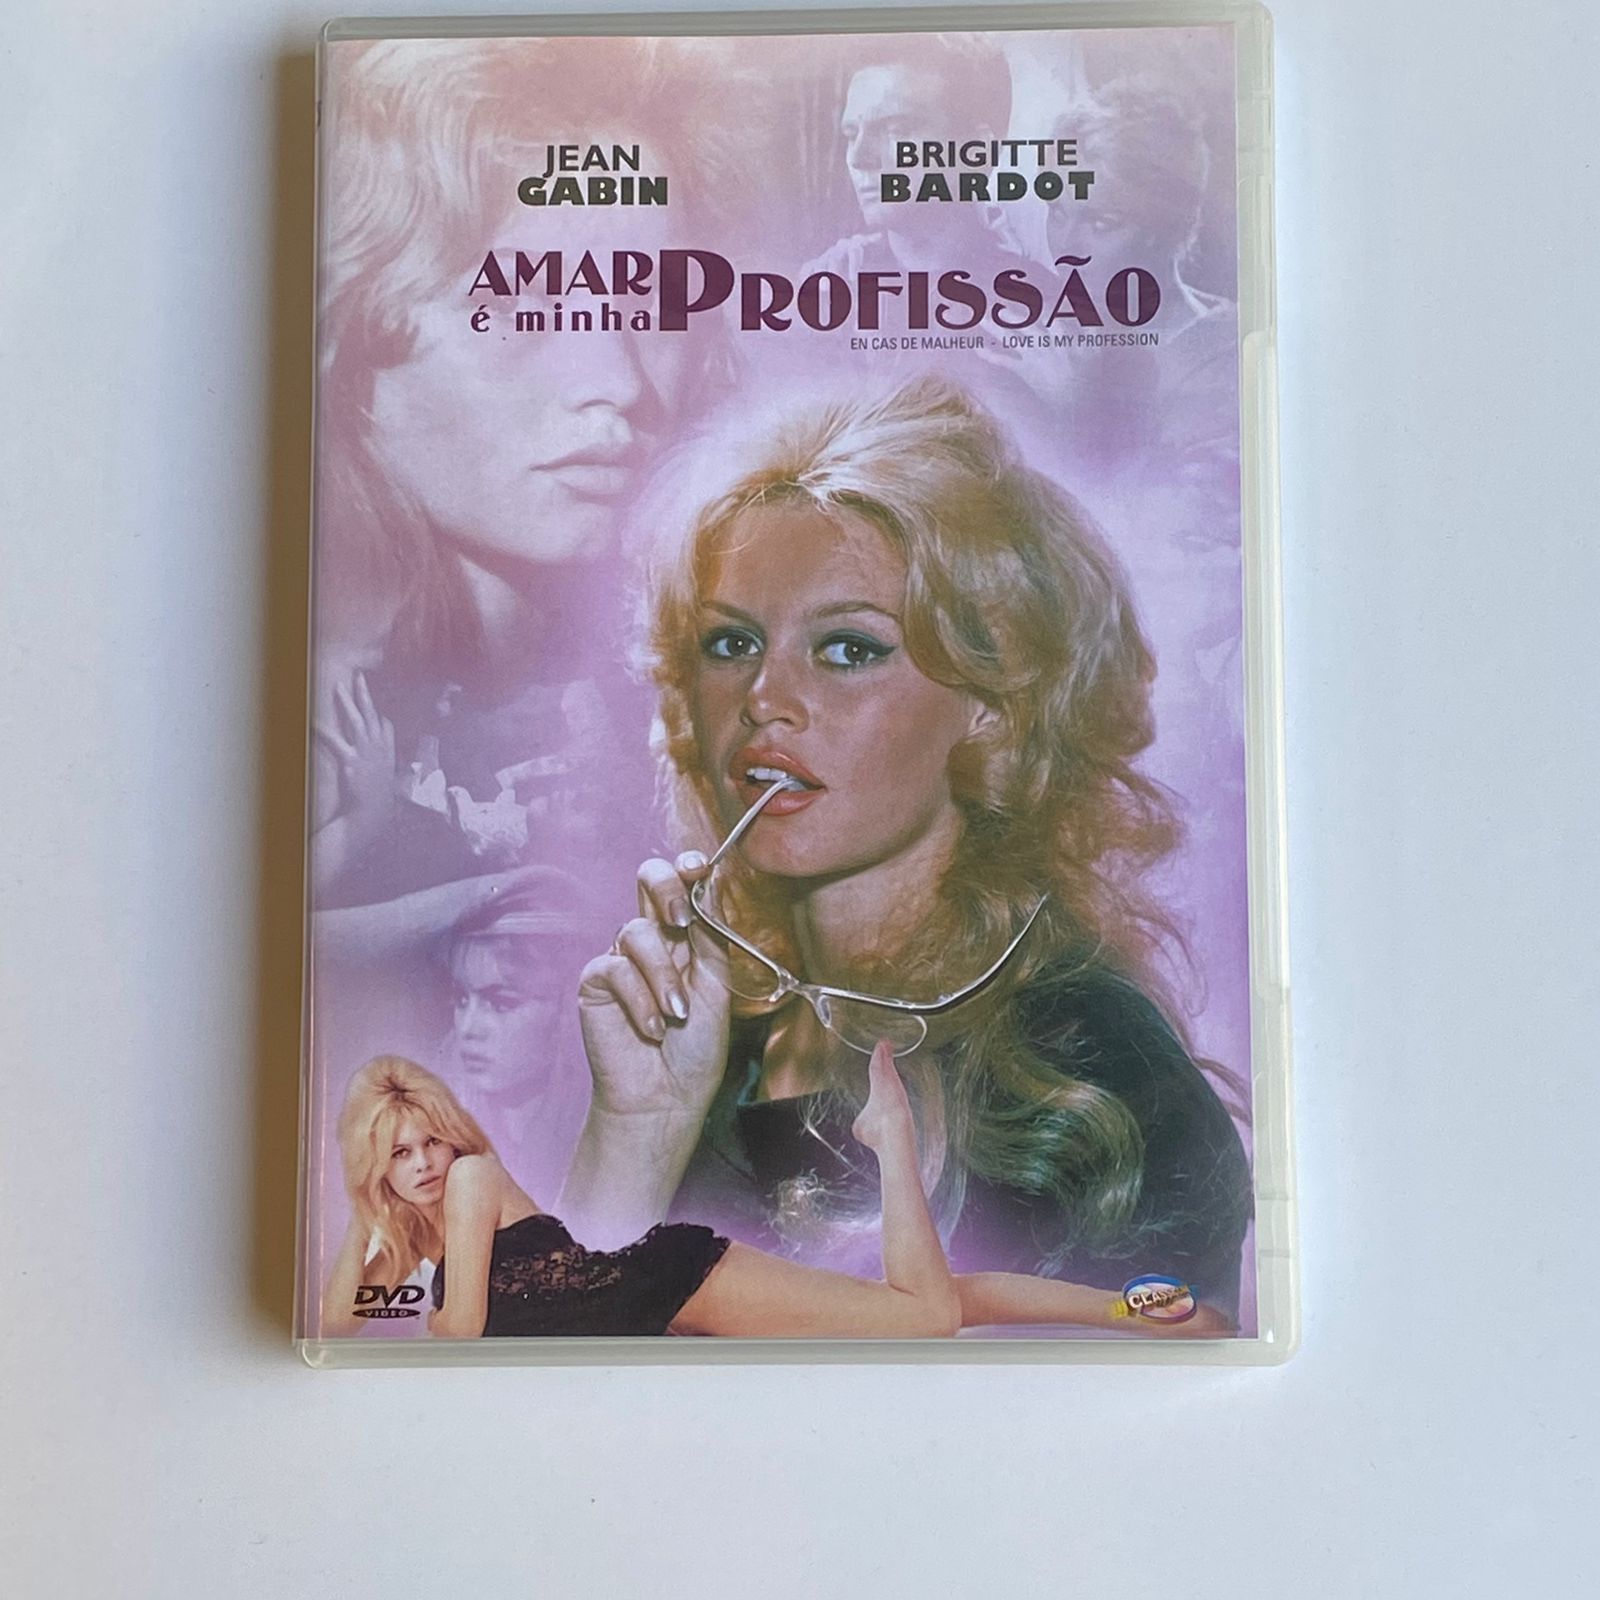 JEAN
GABIN
BRIGITTE
BARDOT
AMAR
é minha PROFISSÃO
EN CAS DE MALHEUR - LOVE IS MY PROFESSION
DVD
VIDEO